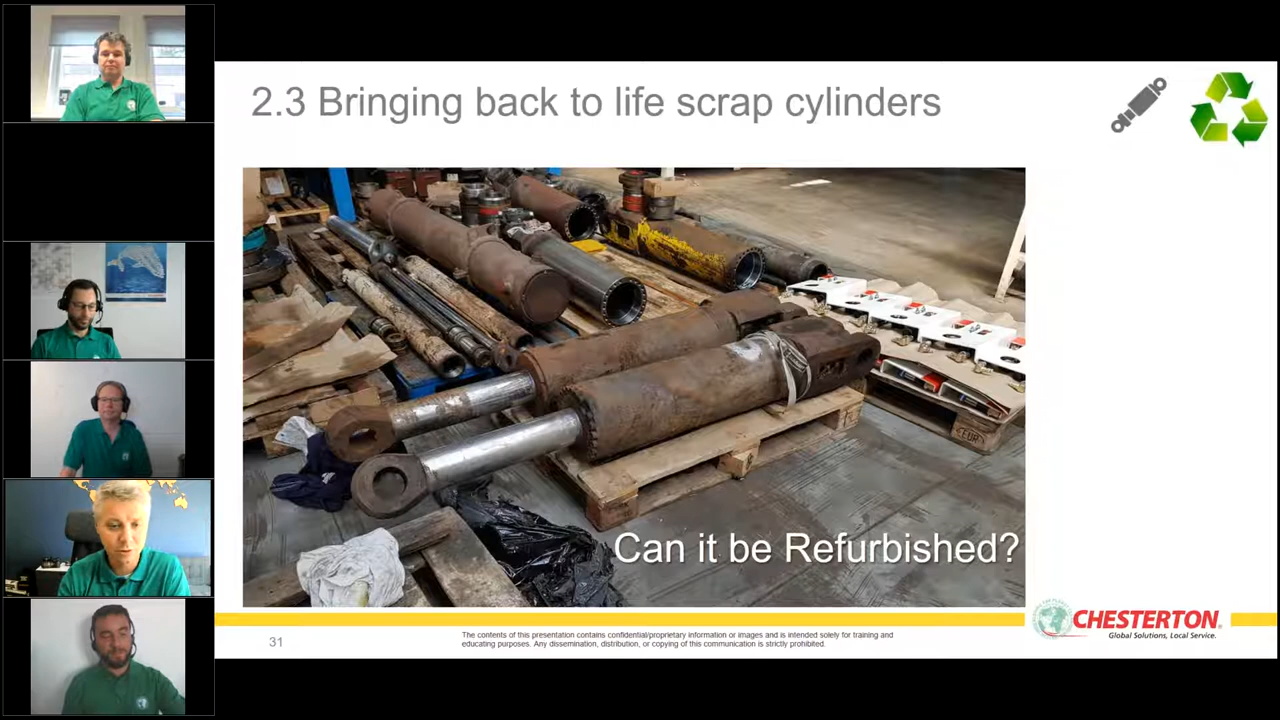 2.3 Bringing back to life scrap cylinders
Can it be Refurbished?
31
The contents of this presentation contains confidential/proprietary information or images and is intended solely for training and
educating purposes. Any dissemination, distribution, or copying of this communication is strictly prohibited.
CHESTERTON
Global Solutions, Local Service.
EUR